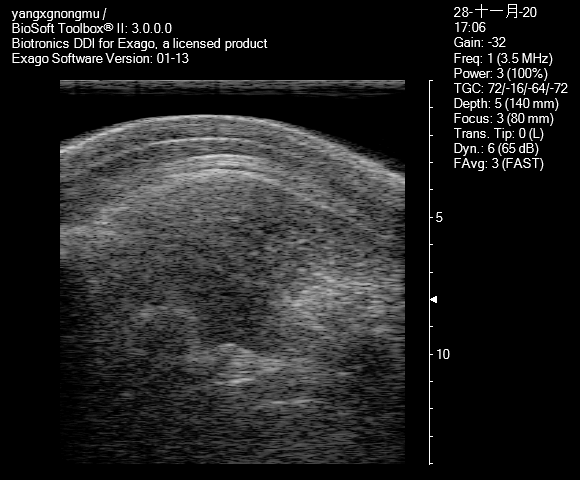 yangxgnongmu /
BioSoft Toolbox® II: 3.0.0.0
Biotronics DDI for Exago, a licensed product
Exago Software Version: 01-13
28-十一月-20
17:06
Gain: -32
Freq: 1 (3.5 MHz)
Power: 3 (100%)
TGC: 72/-16/-64/-72
Depth: 5 (140 mm)
Focus: 3 (80 mm)
Trans. Tip: 0 (L)
Dyn.: 6 (65 dB)
FAvg: 3 (FAST)
5
10